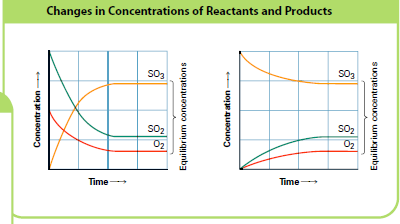 Changes in Concentrations of Reactants and Products
Concentration
SO₃
SO₂
O₂
Equilibrium concentrations
Time
Concentration
SO₃
SO₂
O₂
Equilibrium concentrations
Time